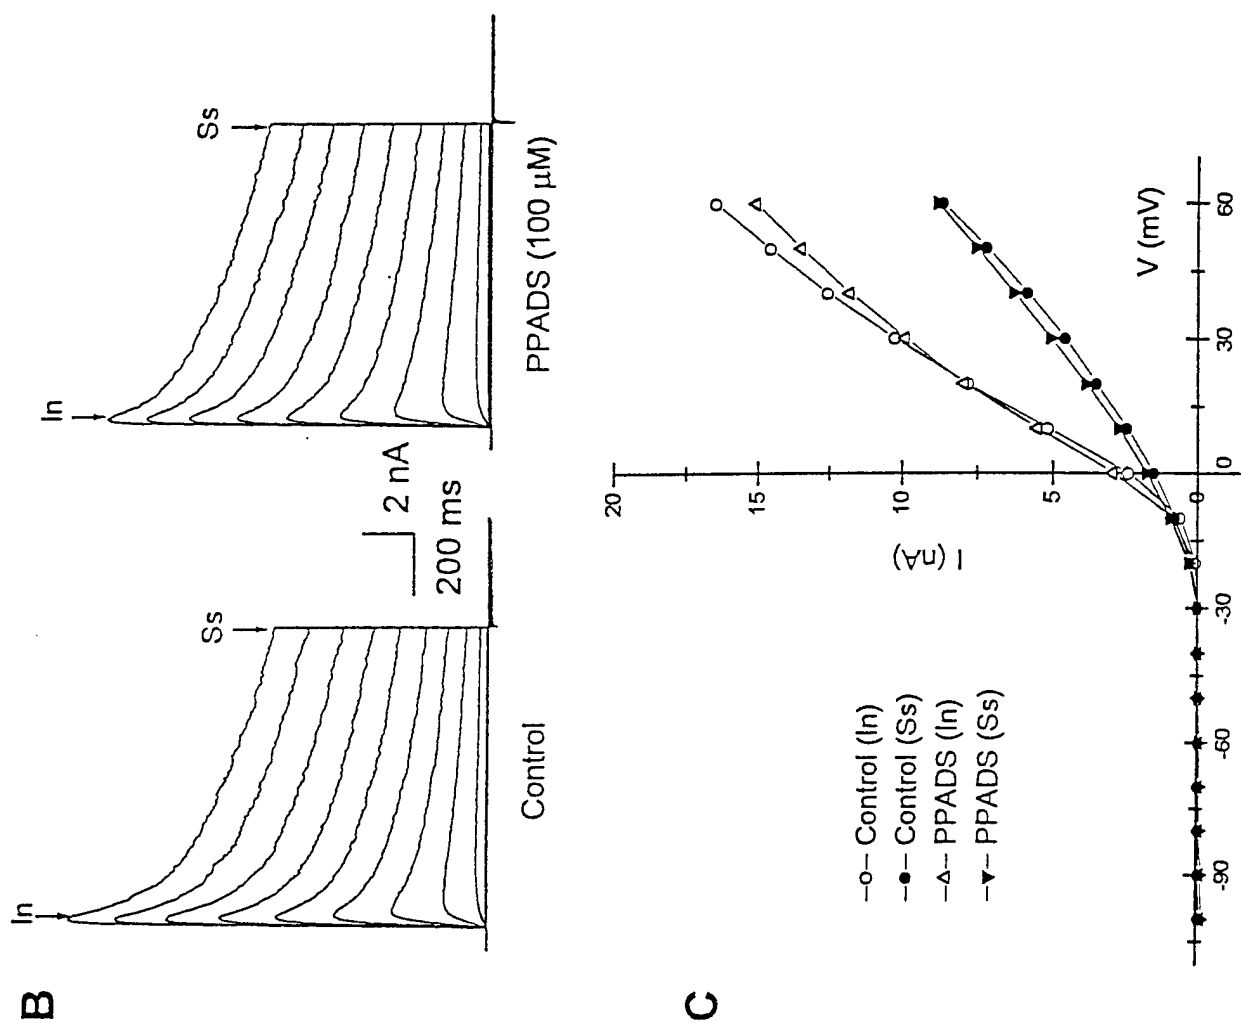 B
In
Ss
Control
2 nA
200 ms
In
Ss
PPADS (100 µM)
C
I (nA)
20
15
10
5
0
-90
-60
-30
0
30
60
V (mV)
Control (In)
Control (Ss)
PPADS (In)
PPADS (Ss)